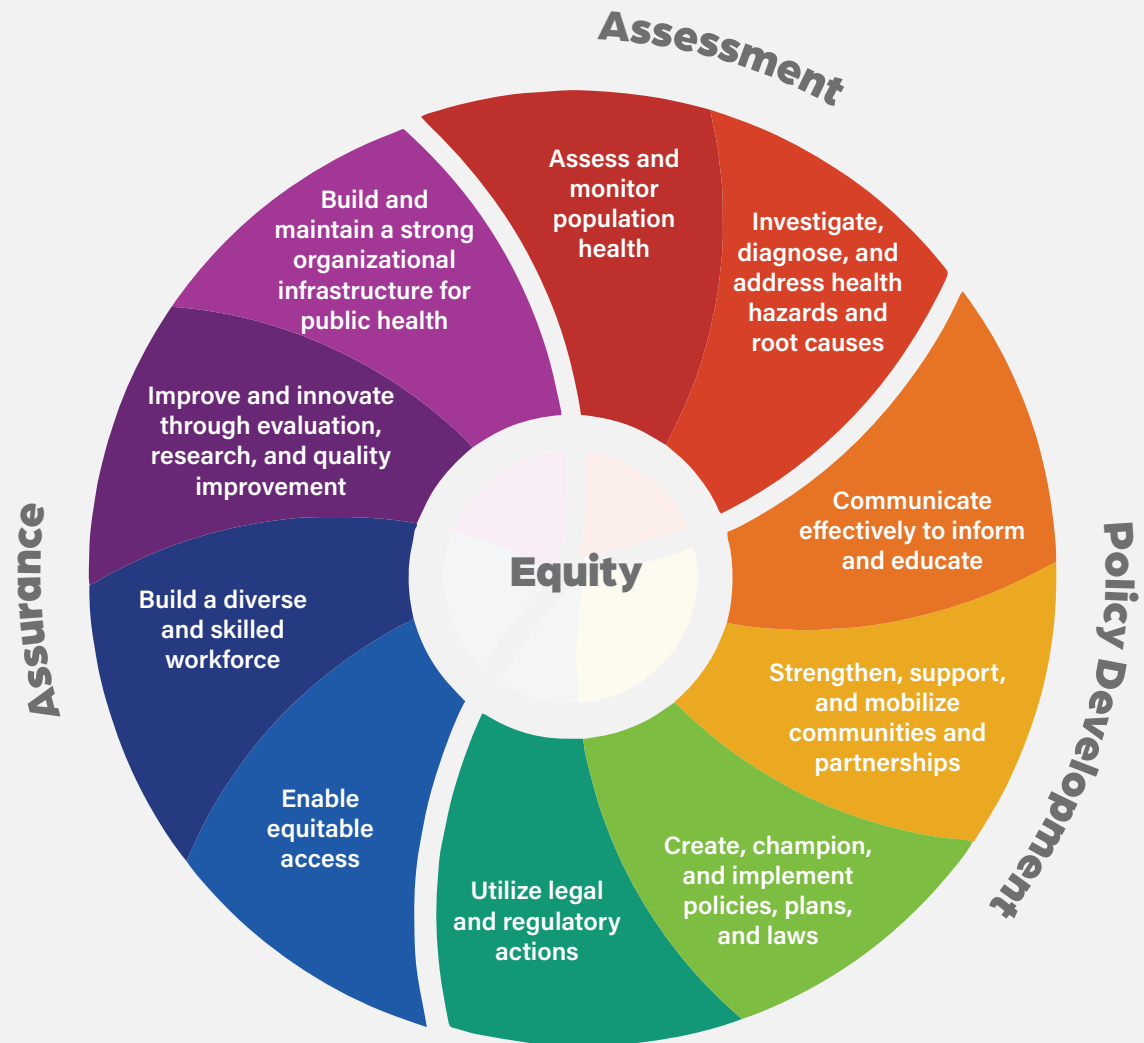 Assessment
Assess and
monitor
population
health
Investigate,
diagnose, and
address health
hazards and
root causes
Policy Development
Communicate
effectively to inform
and educate
Strengthen, support,
and mobilize
communities and
partnerships
Create, champion,
and implement
policies, plans,
and laws
Utilize legal
and regulatory
actions
Assurance
Enable
equitable
access
Build a diverse
and skilled
workforce
Improve and innovate
through evaluation,
research, and quality
improvement
Build and
maintain a strong
organizational
infrastructure for
public health
Equity